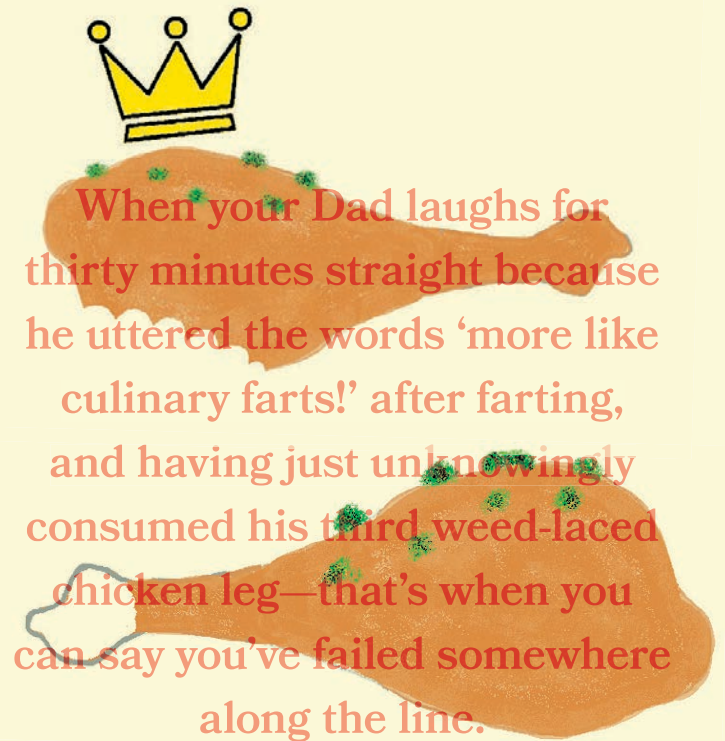 When your Dad laughs for
thirty minutes straight because
he uttered the words ‘more like
culinary farts!’ after farting,
and having just unknowingly
consumed his third weed-laced
chicken leg—that’s when you
can say you’ve failed somewhere
along the line.